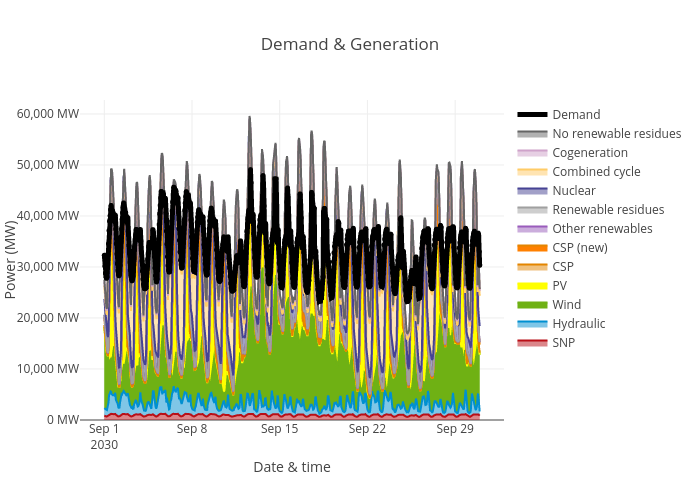 Demand & Generation
60,000 MW
50,000 MW
40,000 MW
30,000 MW
20,000 MW
10,000 MW
0 MW
Power (MW)
Sep 1
2030
Sep 8
Sep 15
Sep 22
Sep 29
Date & time
Demand
No renewable residues
Cogeneration
Combined cycle
Nuclear
Renewable residues
Other renewables
CSP (new)
CSP
PV
Wind
Hydraulic
SNP